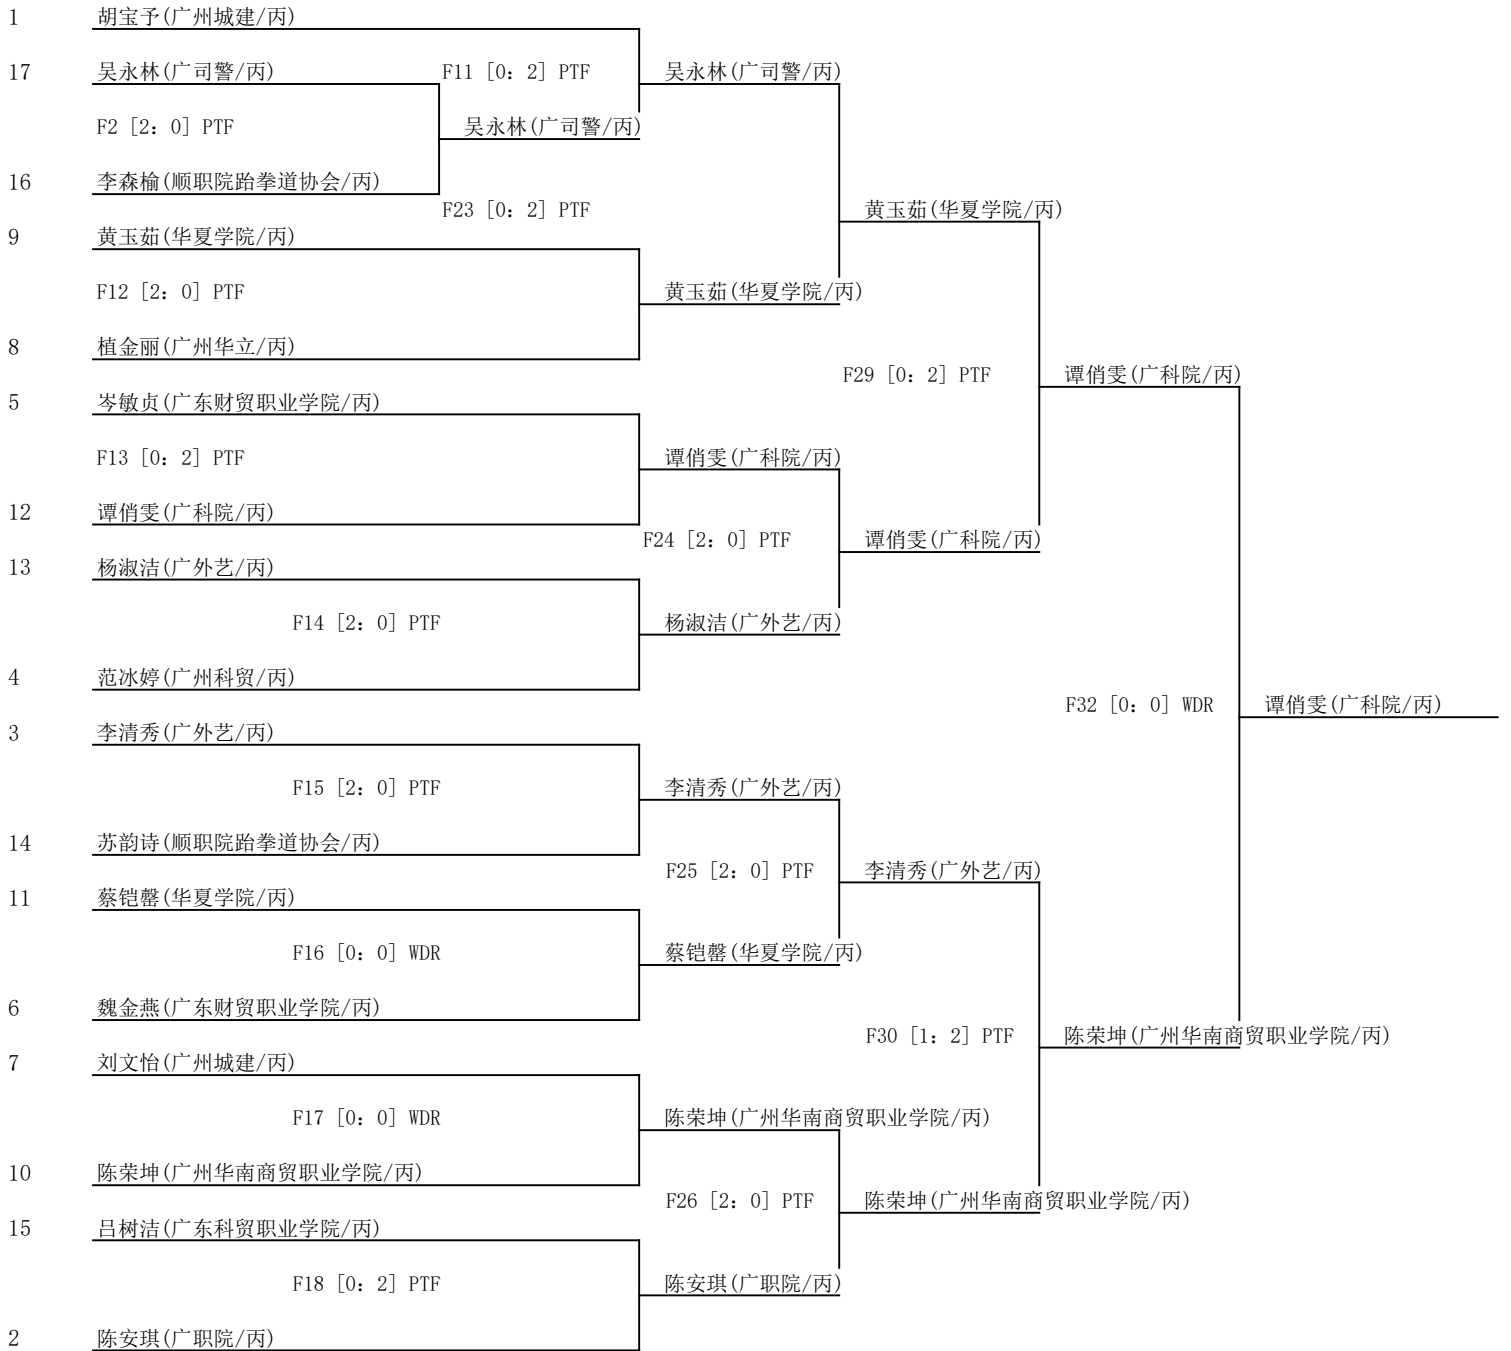 1 胡宝予(广州城建/丙)
17 吴永林(广司警/丙) F11 [0: 2] PTF 吴永林(广司警/丙)
F2 [2: 0] PTF 吴永林(广司警/丙)
16 李森榆(顺职院跆拳道协会/丙)
F23 [0: 2] PTF 黄玉茹(华夏学院/丙)
9 黄玉茹(华夏学院/丙)
F12 [2: 0] PTF 黄玉茹(华夏学院/丙)
8 植金丽(广州华立/丙)
F29 [0: 2] PTF 谭俏雯(广科院/丙)
5 岑敏贞(广东财贸职业学院/丙)
F13 [0: 2] PTF 谭俏雯(广科院/丙)
12 谭俏雯(广科院/丙)
F24 [2: 0] PTF 谭俏雯(广科院/丙)
13 杨淑洁(广外艺/丙)
F14 [2: 0] PTF 杨淑洁(广外艺/丙)
4 范冰婷(广州科贸/丙)
F32 [0: 0] WDR 谭俏雯(广科院/丙)
3 李清秀(广外艺/丙)
F15 [2: 0] PTF 李清秀(广外艺/丙)
14 苏韵诗(顺职院跆拳道协会/丙)
F25 [2: 0] PTF 李清秀(广外艺/丙)
11 蔡铠罄(华夏学院/丙)
F16 [0: 0] WDR 蔡铠罄(华夏学院/丙)
6 魏金燕(广东财贸职业学院/丙)
F30 [1: 2] PTF 陈荣坤(广州华南商贸职业学院/丙)
7 刘文怡(广州城建/丙)
F17 [0: 0] WDR 陈荣坤(广州华南商贸职业学院/丙)
10 陈荣坤(广州华南商贸职业学院/丙)
F26 [2: 0] PTF 陈荣坤(广州华南商贸职业学院/丙)
15 吕树洁(广东科贸职业学院/丙)
F18 [0: 2] PTF 陈安琪(广职院/丙)
2 陈安琪(广职院/丙)